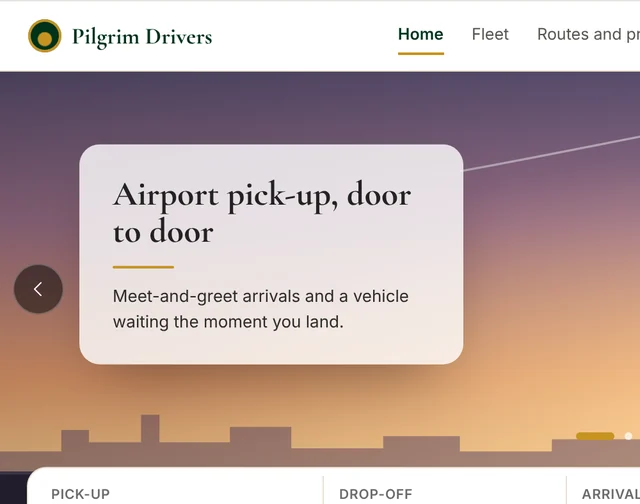 Pilgrim Drivers
Home Fleet Routes and pr
Airport pick-up, door
to door
Meet-and-greet arrivals and a vehicle
waiting the moment you land.
PICK-UP DROP-OFF ARRIVAL